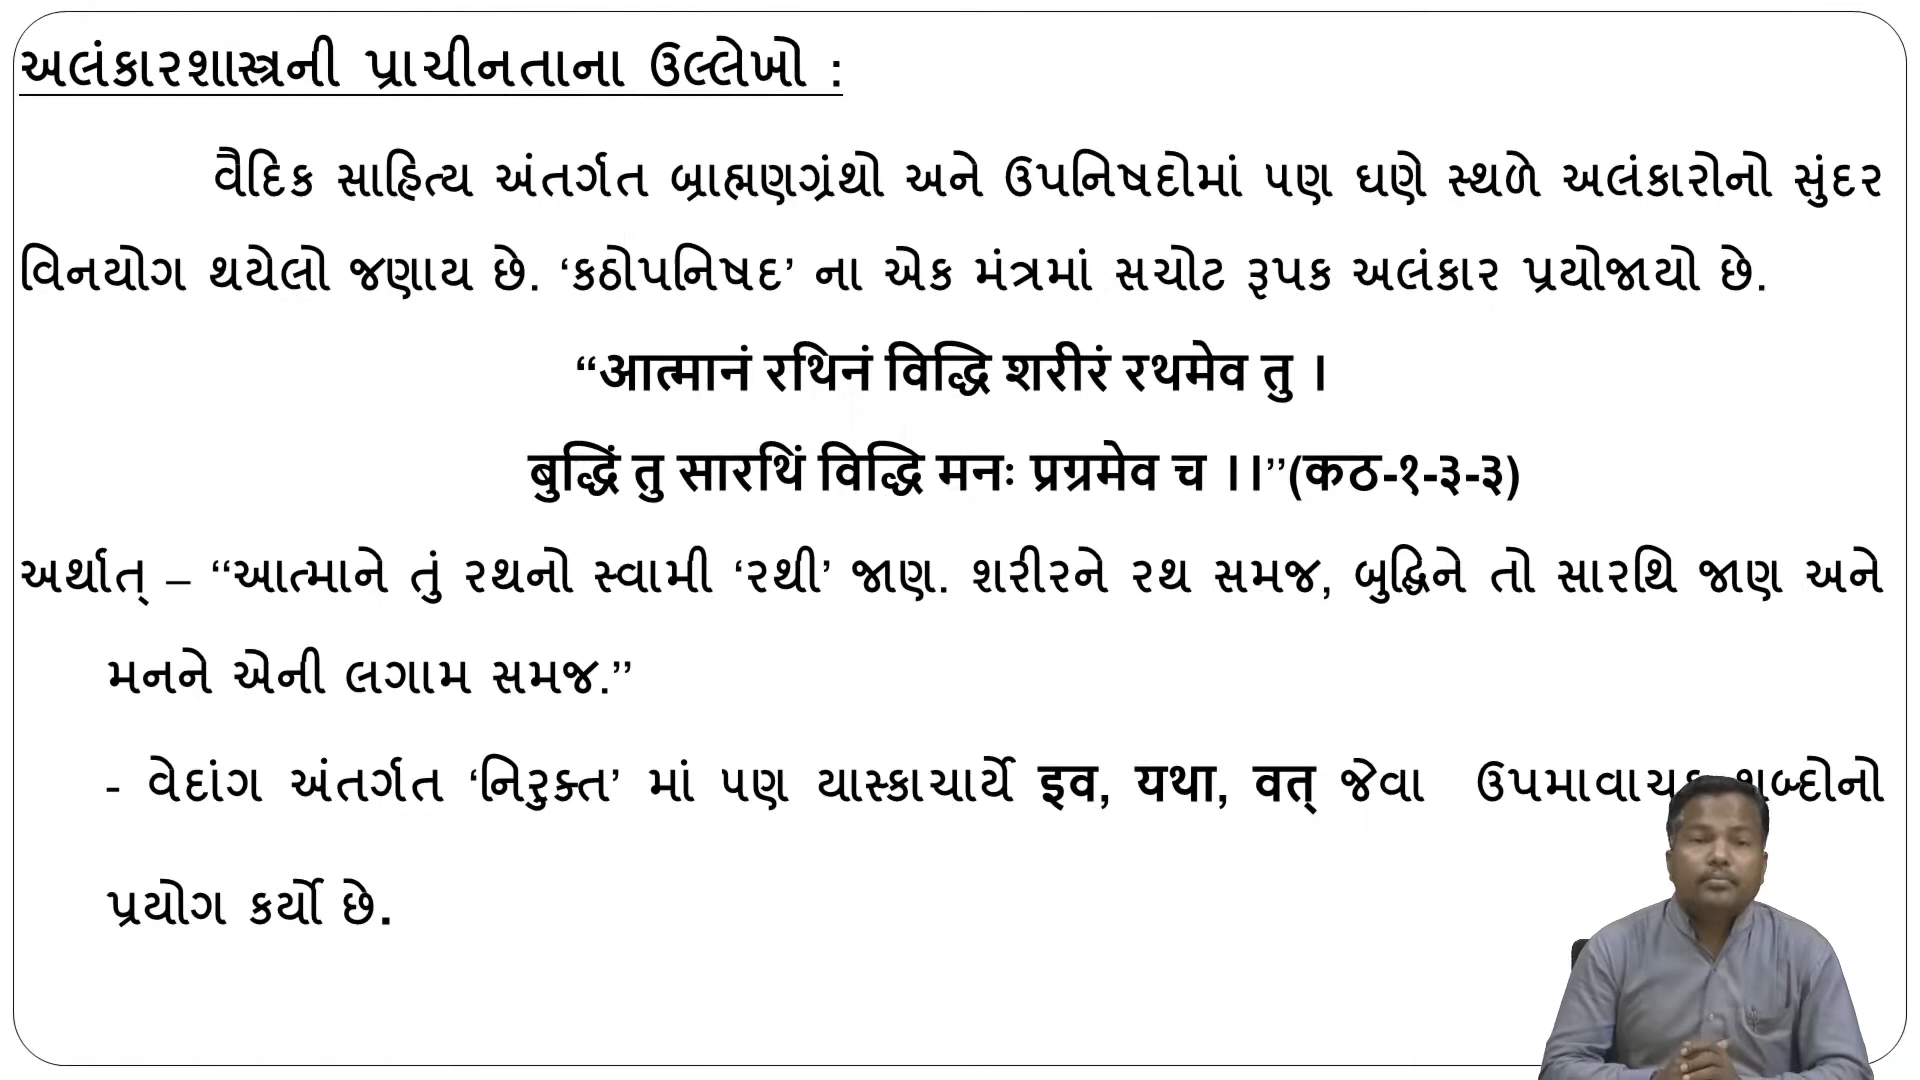 અલંકારશાસ્ત્રની પ્રાચીનતાના ઉલ્લેખો :
વૈદિક સાહિત્ય અંતર્ગત બ્રાહ્મણગ્રંથો અને ઉપનિષદોમાં પણ ઘણે સ્થળે અલંકારોનો સુંદર
વિનયોગ થયેલો જણાય છે. ‘કઠોપનિષદ’ ના એક મંત્રમાં સચોટ રૂપક અલંકાર પ્રયોજાયો છે.
“आत्मानं रथिनं विद्धि शरीरं रथमेव तु ।
बुद्धिं तु सारथिं विद्धि मनः प्रग्रमेव च ।।”(कठ-१-३-३)
અર્થાત્ – “આત્માને તું રથનો સ્વામી ‘રથી’ જાણ. શરીરને રથ સમજ, બુદ્ધિને તો સારથિ જાણ અને
મનને એની લગામ સમજ.”
- વેદાંગ અંતર્ગત ‘નિરુક્ત’ માં પણ યાસ્કાચાર્યે इव, यथा, वत् જેવા
પ્રયોગ કર્યો છે.